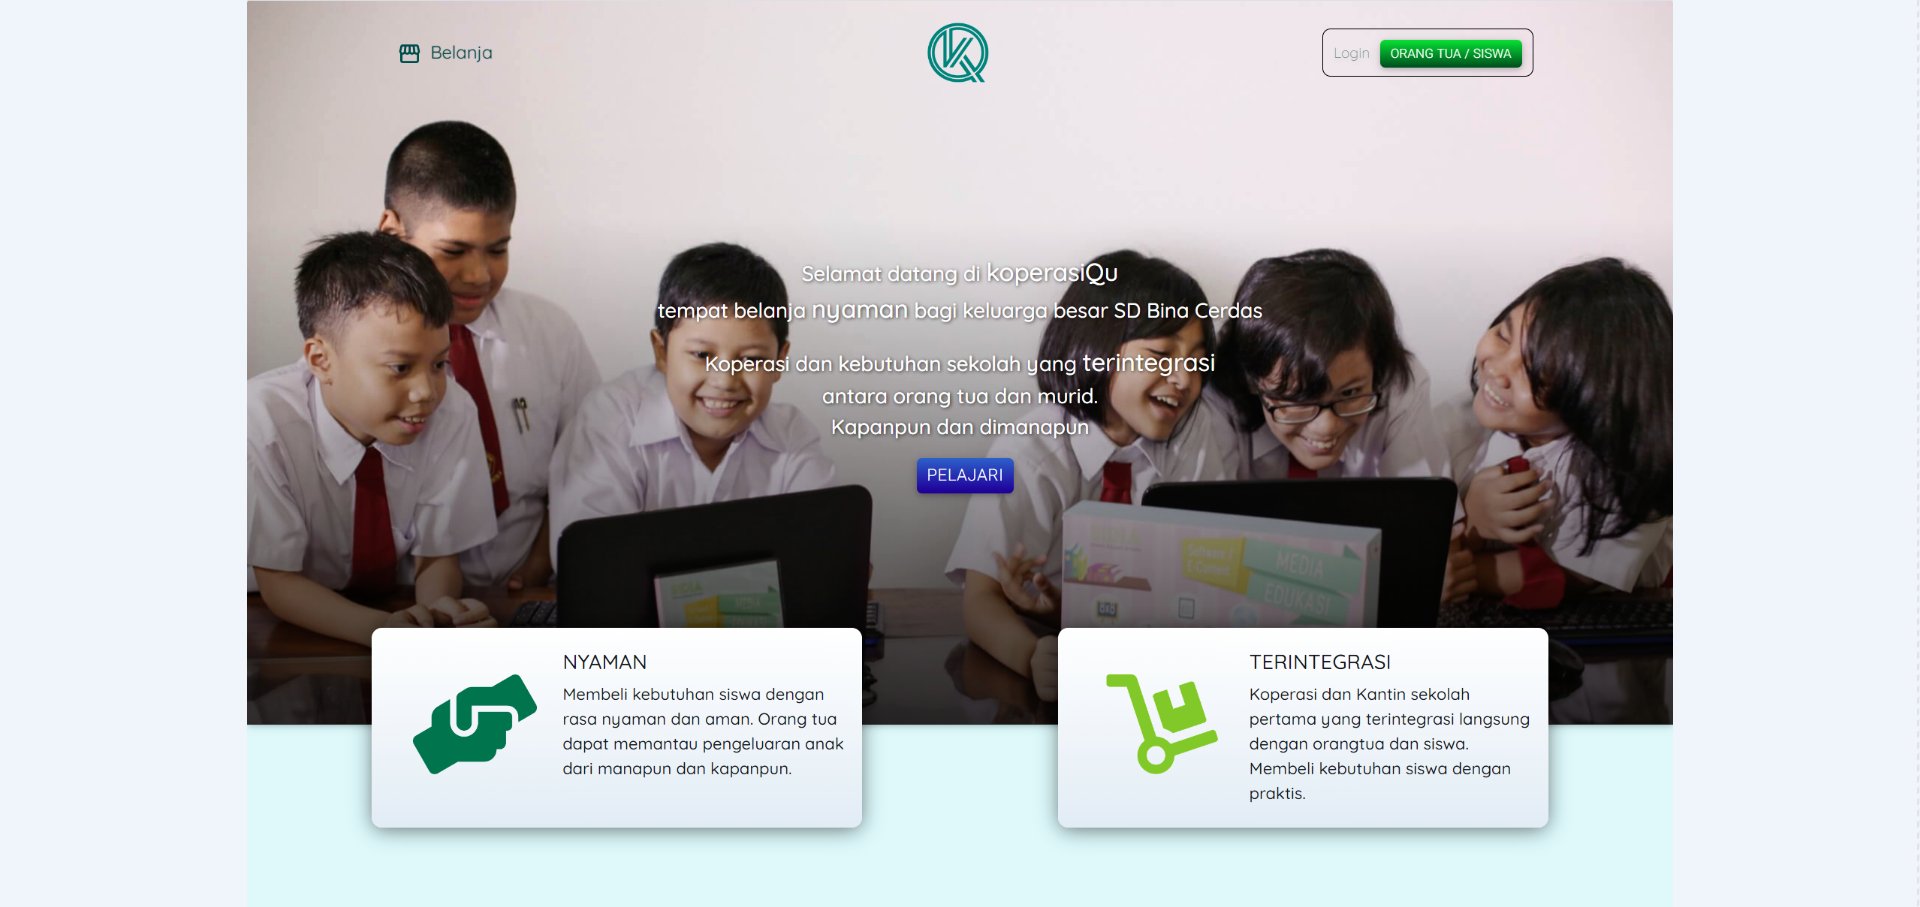 Belanja
Login
ORANG TUA / SISWA
Selamat datang di koperasiQu
tempat belanja nyaman bagi keluarga besar SD Bina Cerdas
Koperasi dan kebutuhan sekolah yang terintegrasi
antara orang tua dan murid.
Kapanpun dan dimanapun
PELAJARI
MEDIA
EDUKASI
NYAMAN
Membeli kebutuhan siswa dengan
rasa nyaman dan aman. Orang tua
dapat memantau pengeluaran anak
dari manapun dan kapanpun.
TERINTEGRASI
Koperasi dan Kantin sekolah
pertama yang terintegrasi langsung
dengan orangtua dan siswa.
Membeli kebutuhan siswa dengan
praktis.